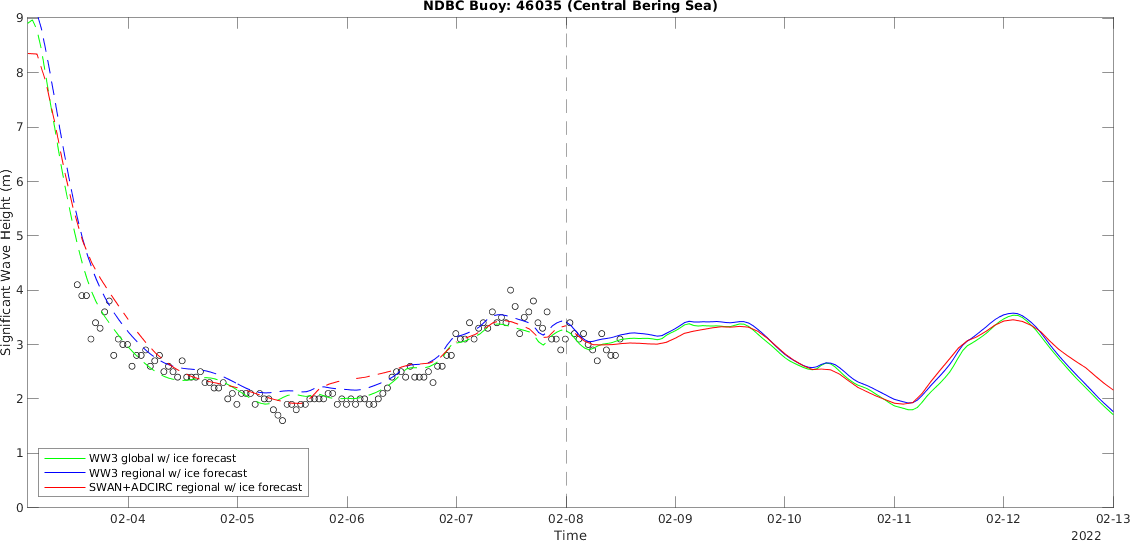 NDBC Buoy: 46035 (Central Bering Sea)
9
8
7
6
5
4
3
2
1
0
Significant Wave Height (m)
WW3 global w/ ice forecast
WW3 regional w/ ice forecast
SWAN+ADCIRC regional w/ ice forecast
02-04 02-05 02-06 02-07 02-08 02-09 02-10 02-11 02-12 02-13
Time
2022